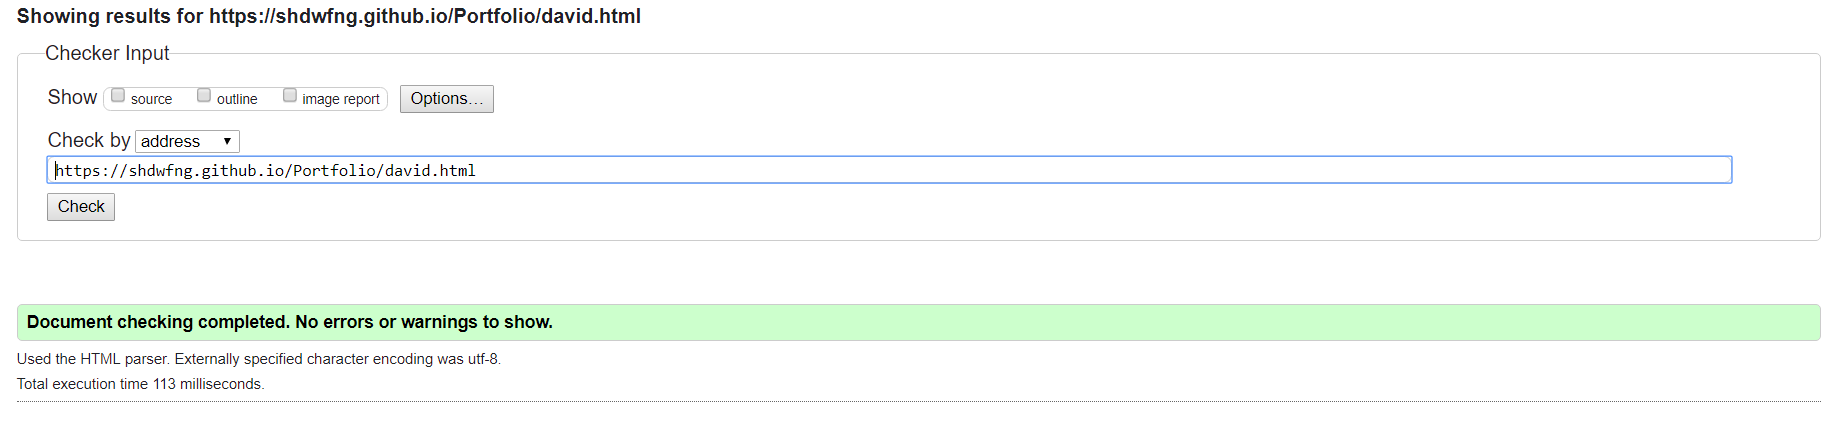 Showing results for https://shdwfng.github.io/Portfolio/david.html
Checker Input
Show source outline image report Options...
Check by address
https://shdwfng.github.io/Portfolio/david.html
Check
Document checking completed. No errors or warnings to show.
Used the HTML parser. Externally specified character encoding was utf-8.
Total execution time 113 milliseconds.